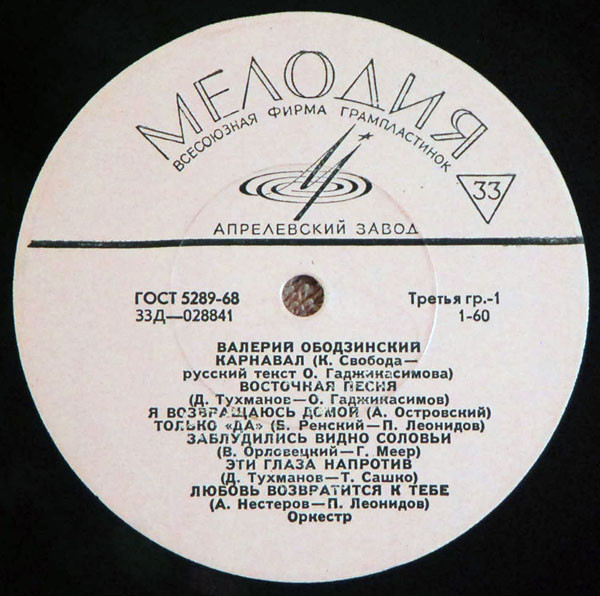 МЕЛОДИЯ
ВСЕСОЮЗНАЯ ФИРМА ГРАМПЛАСТИНОК
33
АПРЕЛЕВСКИЙ ЗАВОД
ГОСТ 5289-68 Третья гр.-1
33Д—028841 1-60
ВАЛЕРИЙ ОБОДЗИНСКИЙ
КАРНАВАЛ (К. Свобода—
русский текст О. Гаджикасимова)
ВОСТОЧНАЯ ПЕСНЯ
(Д. Тухманов—О. Гаджикасимов)
Я ВОЗВРАЩАЮСЬ ДОМОЙ (А. Островский)
ТОЛЬКО «ДА» (Б. Ренский—П. Леонидов)
ЗАБЛУДИЛИСЬ ВИДНО СОЛОВЬИ
(В. Орловецкий—Г. Меер)
ЭТИ ГЛАЗА НАПРОТИВ
(Д. Тухманов—Т. Сашко)
ЛЮБОВЬ ВОЗВРАТИТСЯ К ТЕБЕ
(А. Нестеров—П. Леонидов)
Оркестр